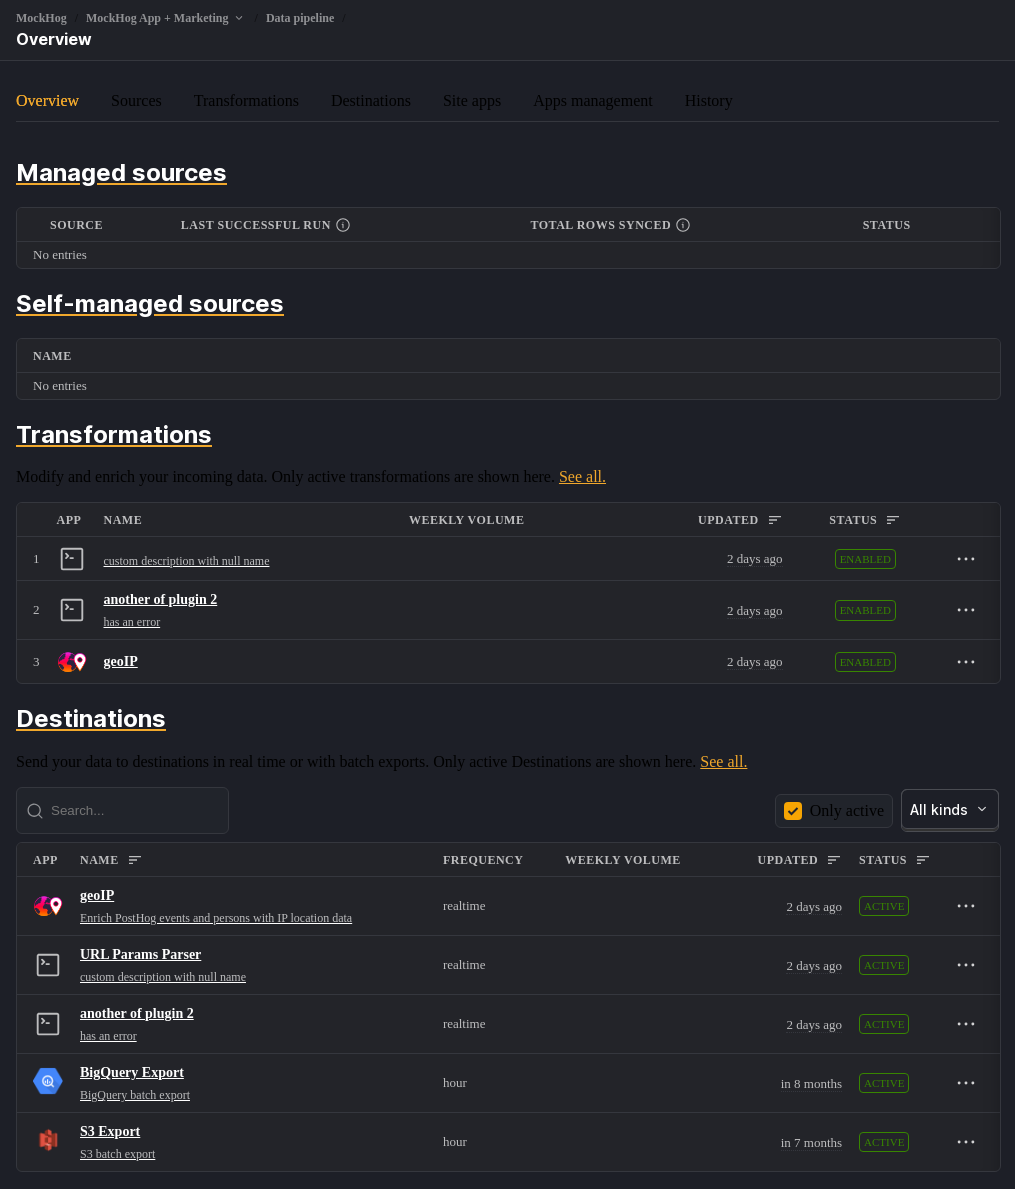 MockHog / MockHog App + Marketing / Data pipeline /
Overview
Overview Sources Transformations Destinations Site apps Apps management History
Managed sources
SOURCE LAST SUCCESSFUL RUN TOTAL ROWS SYNCED STATUS
No entries
Self-managed sources
NAME
No entries
Transformations
Modify and enrich your incoming data. Only active transformations are shown here. See all.
APP NAME WEEKLY VOLUME UPDATED STATUS
1 custom description with null name 2 days ago ENABLED
2 another of plugin 2 2 days ago ENABLED
has an error
3 geoIP 2 days ago ENABLED
Destinations
Send your data to destinations in real time or with batch exports. Only active Destinations are shown here. See all.
Search... Only active All kinds
APP NAME FREQUENCY WEEKLY VOLUME UPDATED STATUS
geoIP realtime 2 days ago ACTIVE
Enrich PostHog events and persons with IP location data
URL Params Parser realtime 2 days ago ACTIVE
custom description with null name
another of plugin 2 realtime 2 days ago ACTIVE
has an error
BigQuery Export hour in 8 months ACTIVE
BigQuery batch export
S3 Export hour in 7 months ACTIVE
S3 batch export